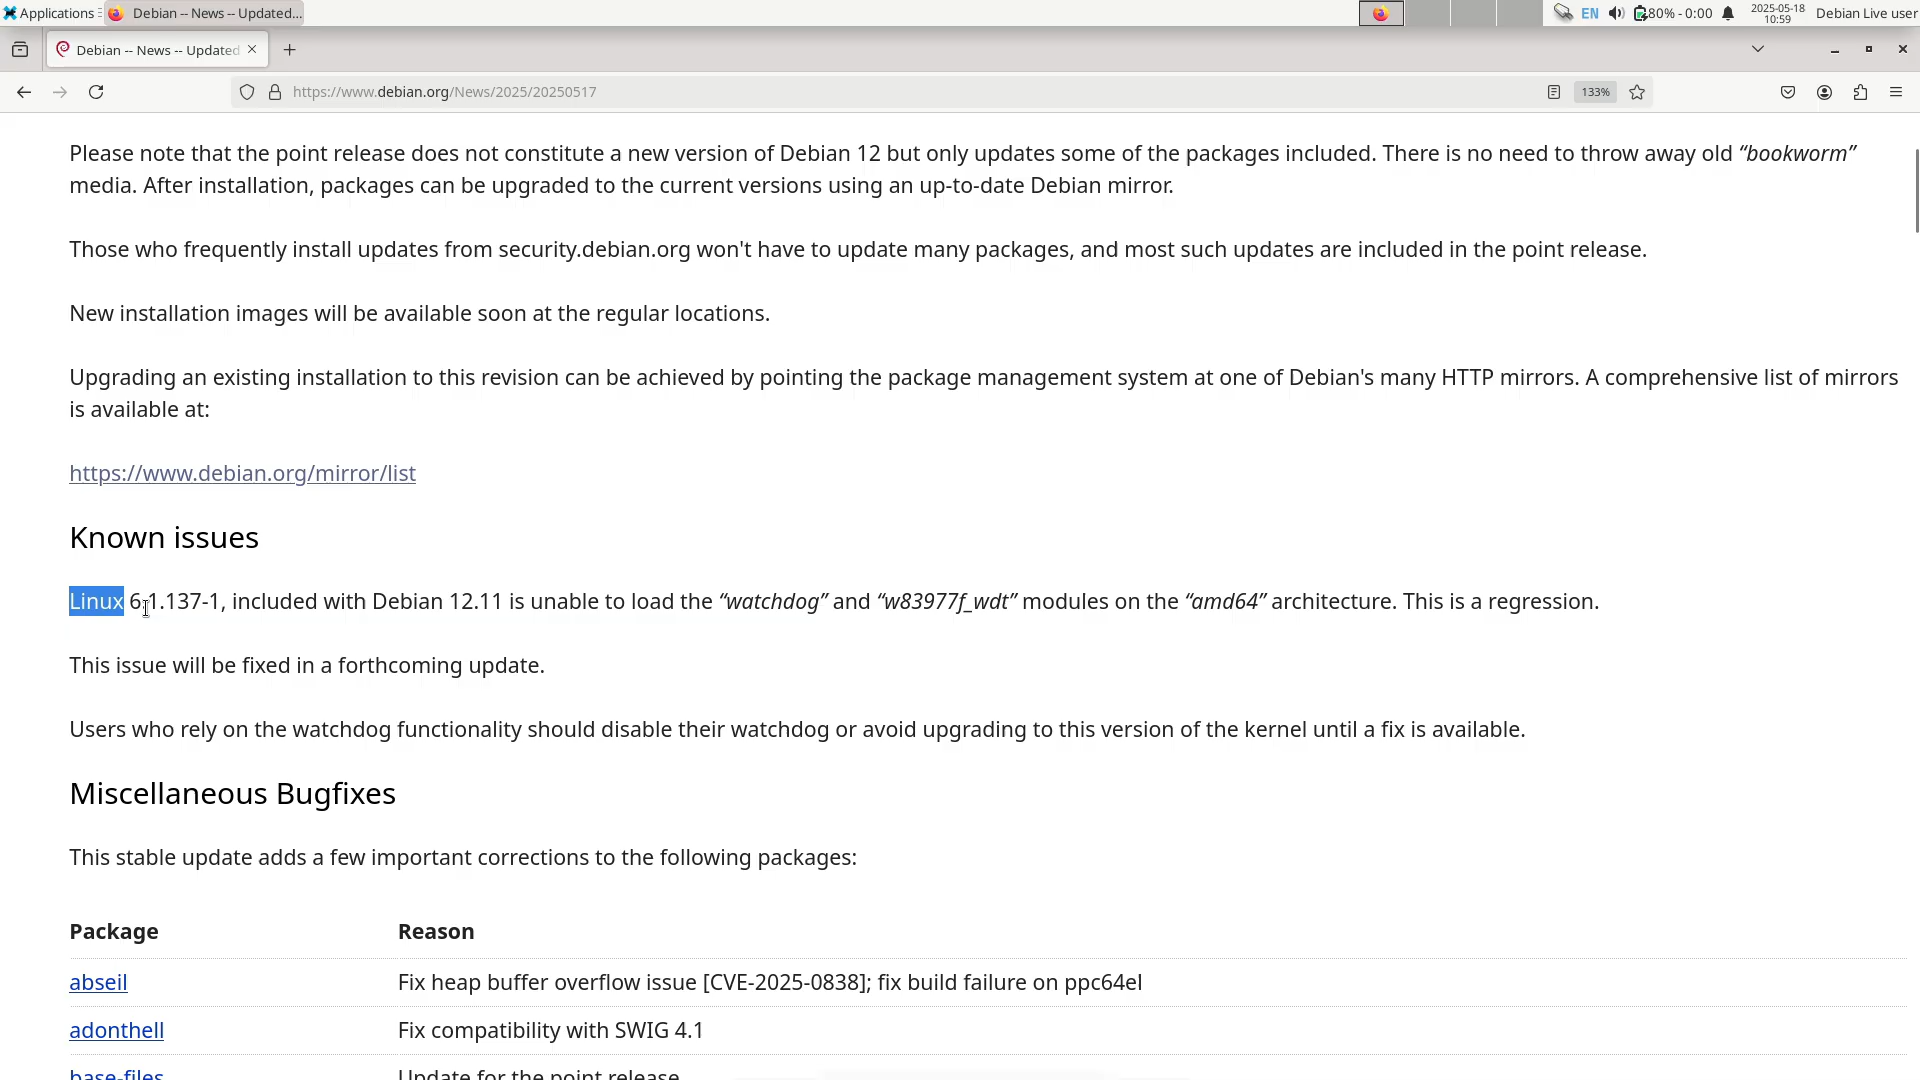 Applications
Debian -- News -- Updated...
EN
80% - 0:00
2025-05-18
10:59
Debian Live user
Debian -- News -- Updated
https://www.debian.org/News/2025/20250517
133%
Please note that the point release does not constitute a new version of Debian 12 but only updates some of the packages included. There is no need to throw away old “bookworm”
media. After installation, packages can be upgraded to the current versions using an up-to-date Debian mirror.
Those who frequently install updates from security.debian.org won't have to update many packages, and most such updates are included in the point release.
New installation images will be available soon at the regular locations.
Upgrading an existing installation to this revision can be achieved by pointing the package management system at one of Debian's many HTTP mirrors. A comprehensive list of mirrors
is available at:
https://www.debian.org/mirror/list
Known issues
Linux 6.1.137-1, included with Debian 12.11 is unable to load the “watchdog” and “w83977f_wdt” modules on the “amd64” architecture. This is a regression.
This issue will be fixed in a forthcoming update.
Users who rely on the watchdog functionality should disable their watchdog or avoid upgrading to this version of the kernel until a fix is available.
Miscellaneous Bugfixes
This stable update adds a few important corrections to the following packages:
Package Reason
abseil Fix heap buffer overflow issue [CVE-2025-0838]; fix build failure on ppc64el
adonthell Fix compatibility with SWIG 4.1
base-files Update for the point release